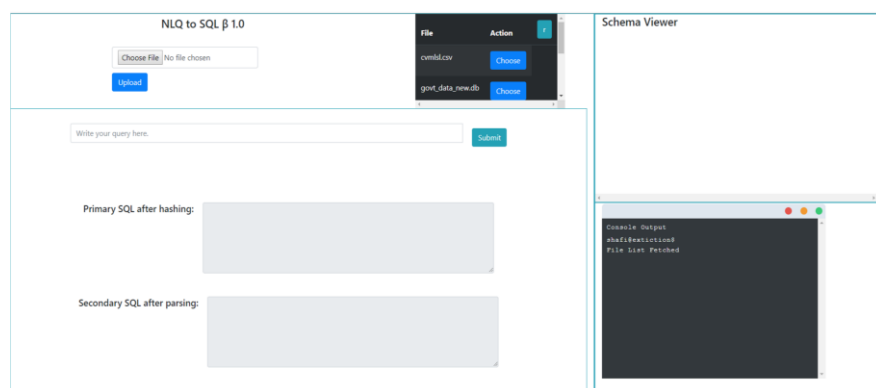 NLQ to SQL β 1.0
Choose File No file chosen
Upload
File Action r
cvmlsl.csv Choose
govt_data_new.db Choose
Schema Viewer
Write your query here. Submit
Primary SQL after hashing:
Secondary SQL after parsing:
Console Output
shafi@extiction8
File List Fetched